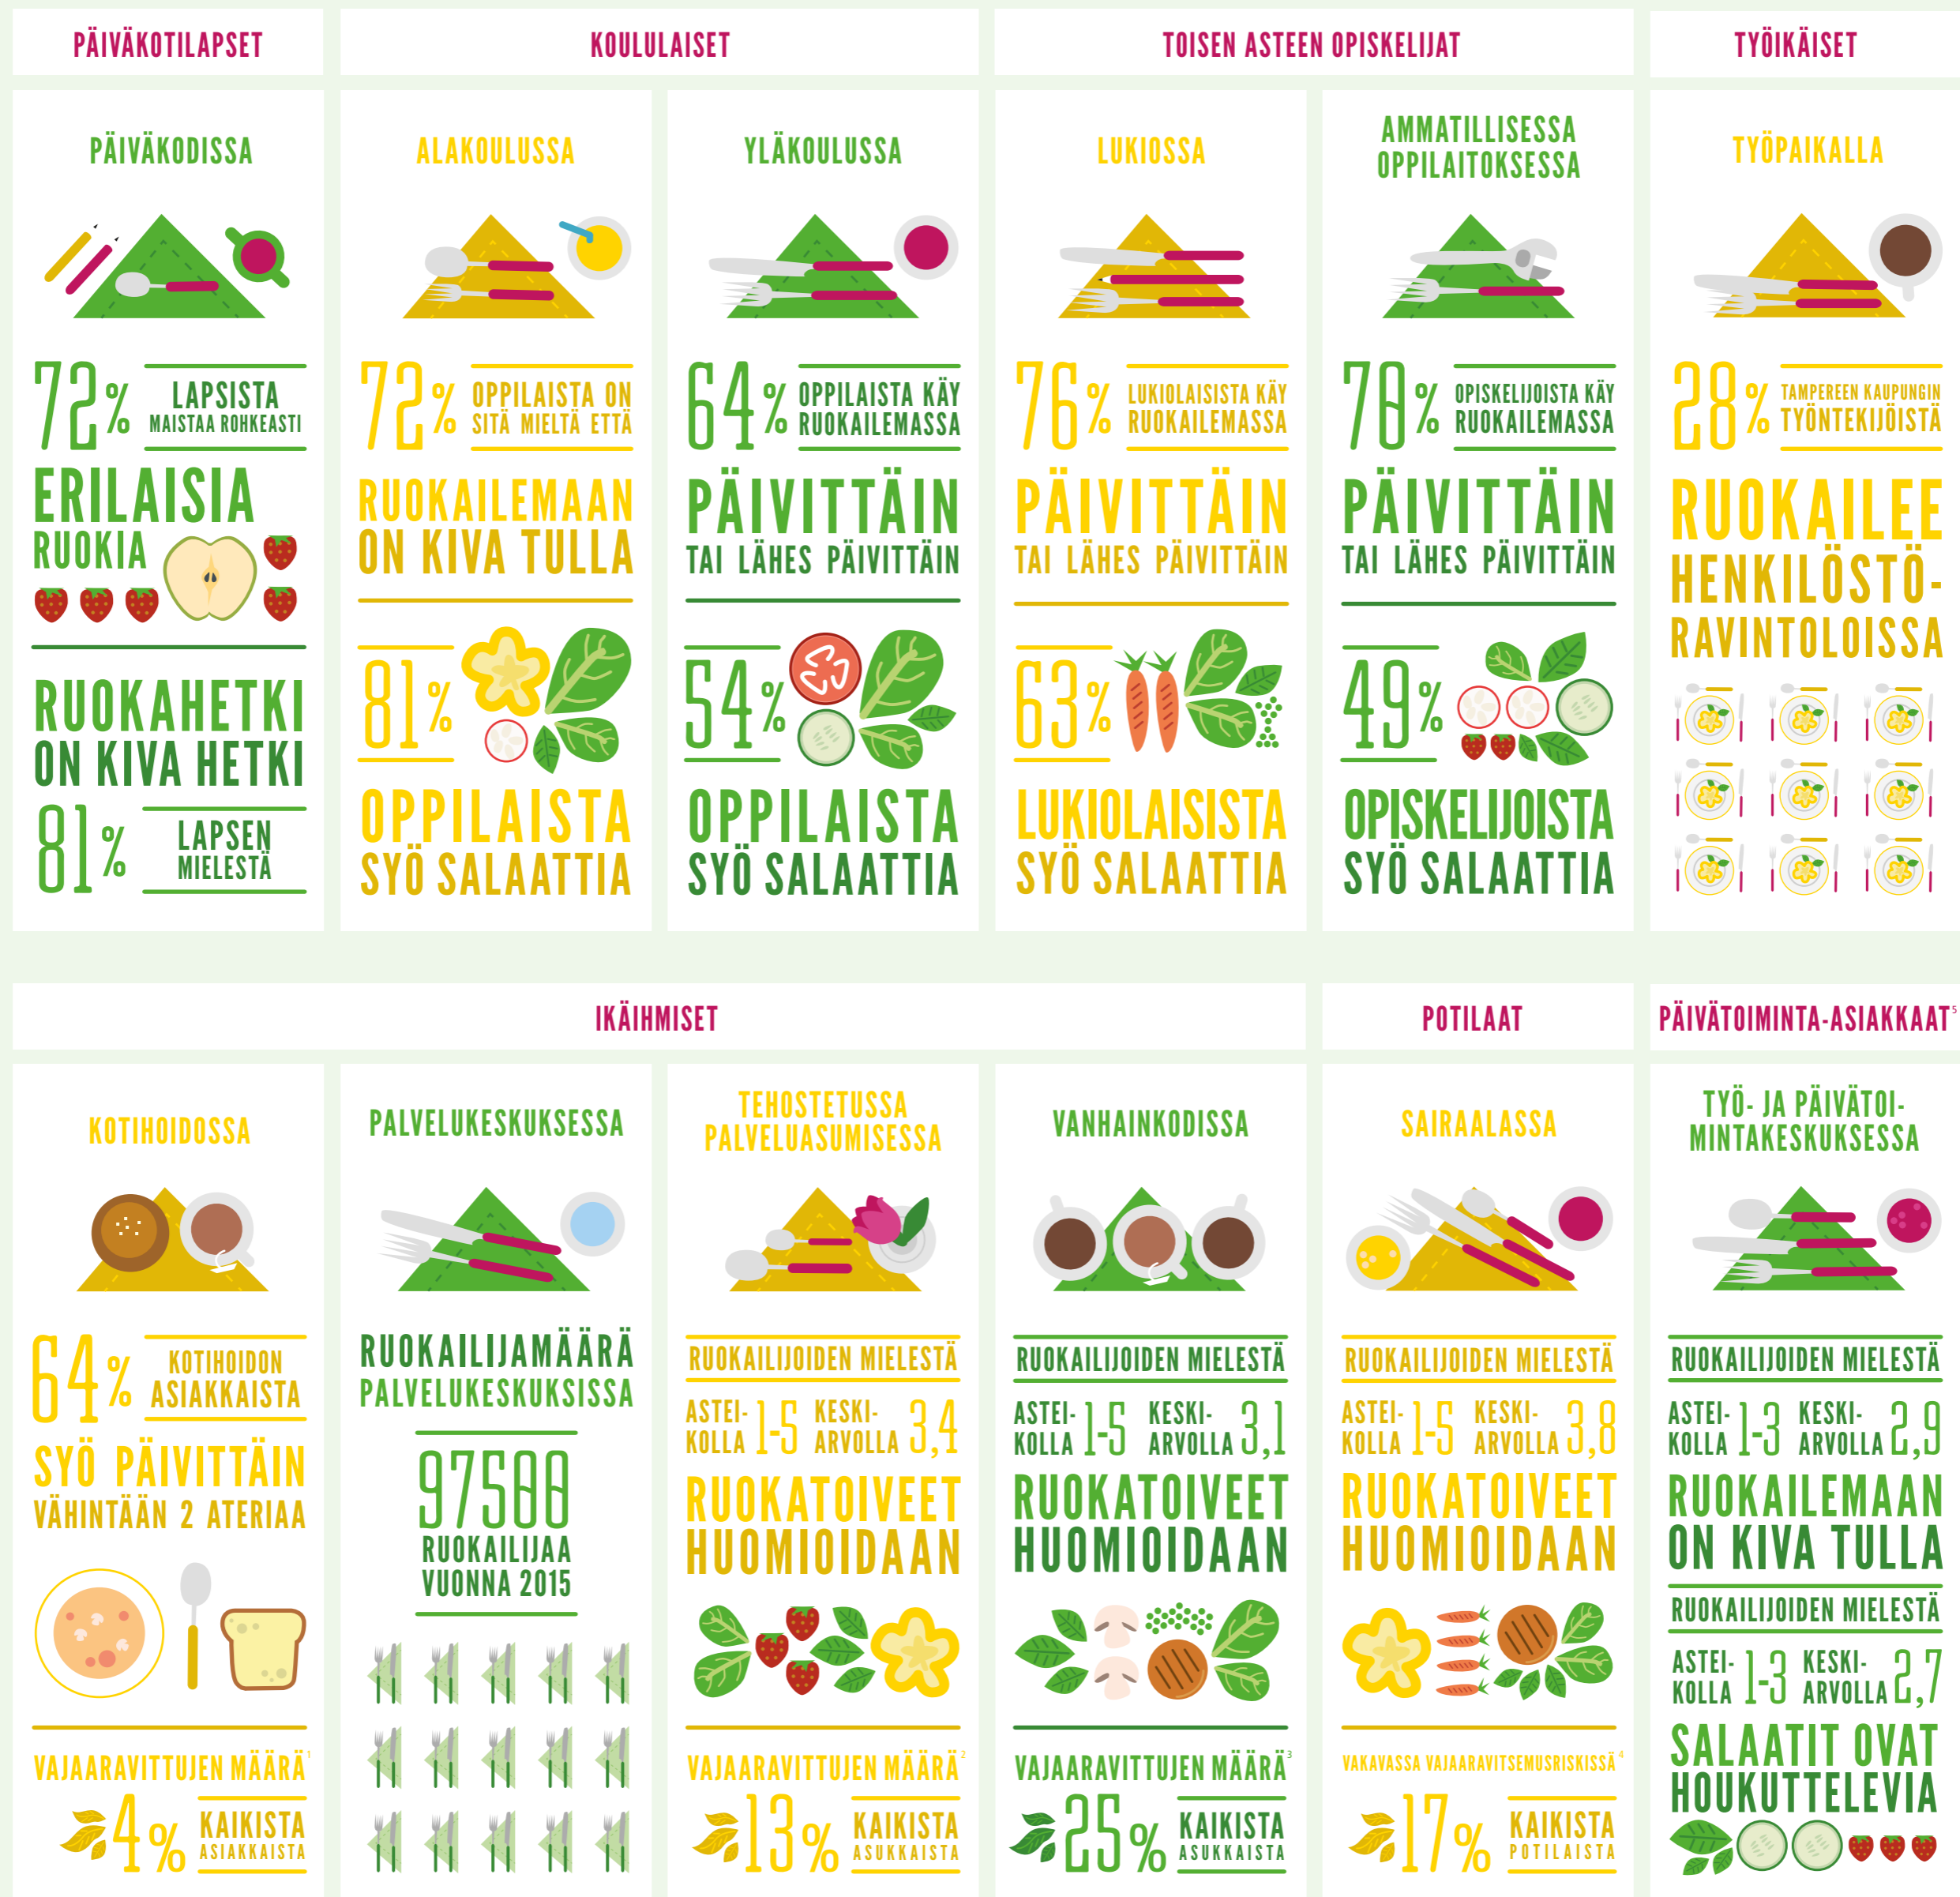 PÄIVÄKOTILAPSET
KOULULAISET
TOISEN ASTEEN OPISKELIJAT
TYÖIKÄISET
PÄIVÄKODISSA
72% LAPSISTA
MAISTAA ROHKEASTI
ERILAISIA
RUOKIA
RUOKAHETKI
ON KIVA HETKI
81% LAPSEN
MIELESTÄ
ALAKOULUSSA
72% OPPILAISTA ON
SITÄ MIELTÄ ETTÄ
RUOKAILEMAAN
ON KIVA TULLA
81%
OPPILAISTA
SYÖ SALAATTIA
YLÄKOULUSSA
64% OPPILAISTA KÄY
RUOKAILEMASSA
PÄIVITTÄIN
TAI LÄHES PÄIVITTÄIN
54%
OPPILAISTA
SYÖ SALAATTIA
LUKIOSSA
76% LUKIOLAISISTA KÄY
RUOKAILEMASSA
PÄIVITTÄIN
TAI LÄHES PÄIVITTÄIN
63%
LUKIOLAISISTA
SYÖ SALAATTIA
AMMATILLISESSA
OPPILAITOKSESSA
70% OPISKELIJOISTA KÄY
RUOKAILEMASSA
PÄIVITTÄIN
TAI LÄHES PÄIVITTÄIN
49%
OPISKELIJOISTA
SYÖ SALAATTIA
TYÖPAIKALLA
28% TAMPEREEN KAUPUNGIN
TYÖNTEKIJÖISTÄ
RUOKAILEE
HENKILÖSTÖ-
RAVINTOLOISSA
IKÄIHMISET
POTILAAT
PÄIVÄTOIMINTA-ASIAKKAAT⁵
KOTIHOIDOSSA
64% KOTIHOIDON
ASIAKKAISTA
SYÖ PÄIVITTÄIN
VÄHINTÄÄN 2 ATERIAA
VAJAARAVITTUJEN MÄÄRÄ¹
4% KAIKISTA
ASIAKKAISTA
PALVELUKESKUKSESSA
RUOKAILIJAMÄÄRÄ
PALVELUKESKUKSISSA
97500
RUOKAILIJAA
VUONNA 2015
TEHOSTETUSSA
PALVELUASUMISESSA
RUOKAILIJOIDEN MIELESTÄ
ASTEI-
KOLLA 1-5 KESKI-
ARVOLLA 3,4
RUOKATOIVEET
HUOMIOIDAAN
VAJAARAVITTUJEN MÄÄRÄ²
13% KAIKISTA
ASUKKAISTA
VANHAINKODISSA
RUOKAILIJOIDEN MIELESTÄ
ASTEI-
KOLLA 1-5 KESKI-
ARVOLLA 3,1
RUOKATOIVEET
HUOMIOIDAAN
VAJAARAVITTUJEN MÄÄRÄ³
25% KAIKISTA
ASUKKAISTA
SAIRAALASSA
RUOKAILIJOIDEN MIELESTÄ
ASTEI-
KOLLA 1-5 KESKI-
ARVOLLA 3,8
RUOKATOIVEET
HUOMIOIDAAN
VAKAVASSA VAJAARAVITSEMUSRISKISSÄ⁴
17% KAIKISTA
POTILAISTA
TYÖ- JA PÄIVÄTOI-
MINTAKESKUKSESSA
RUOKAILIJOIDEN MIELESTÄ
ASTEI-
KOLLA 1-3 KESKI-
ARVOLLA 2,9
RUOKAILEMAAN
ON KIVA TULLA
RUOKAILIJOIDEN MIELESTÄ
ASTEI-
KOLLA 1-3 KESKI-
ARVOLLA 2,7
SALAATIT OVAT
HOUKUTTELEVIA